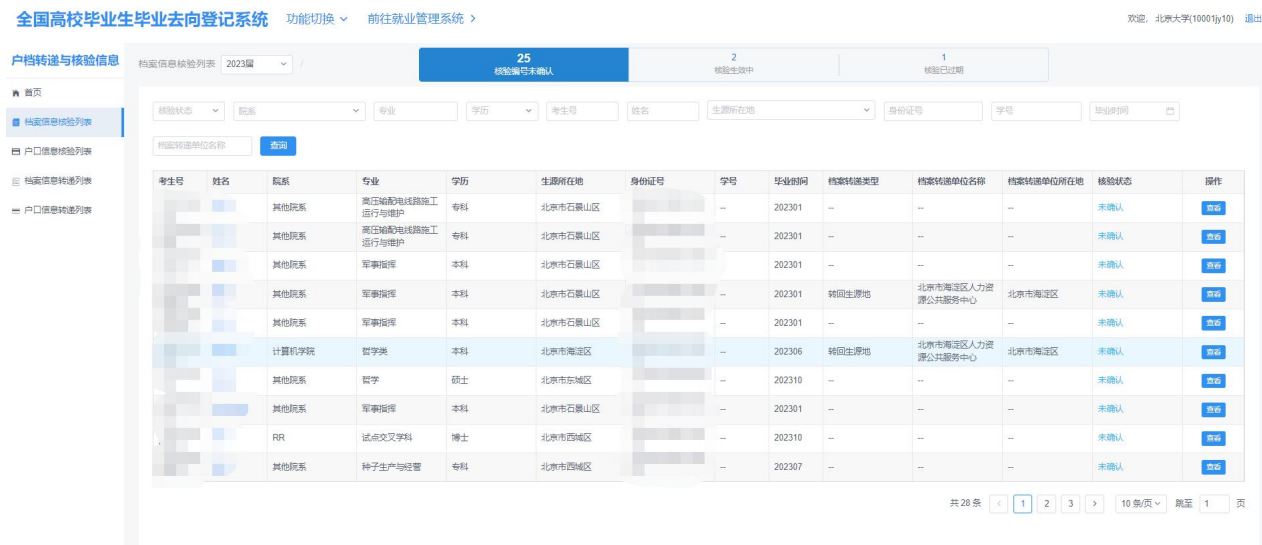 全国高校毕业生毕业去向登记系统 功能切换 前往就业管理系统 欢迎, 北京大学(10001jy10) 退出
户档转递与核验信息
首页
档案信息核验列表
户口信息核验列表
档案信息转递列表
户口信息转递列表
档案信息核验列表 2023届 /
25 2 1
核验编号未确认 核验生效中 核验已过期
核验状态 院系 专业 学历 考生号 姓名 生源所在地 身份证号 学号 毕业时间
档案转递单位名称 查询
考生号 姓名 院系 专业 学历 生源所在地 身份证号 学号 毕业时间 档案转递类型 档案转递单位名称 档案转递单位所在地 核验状态 操作
其他院系 高压输配电线路施工运行与维护 专科 北京市石景山区 -- 202301 -- -- -- 未确认 查看
其他院系 高压输配电线路施工运行与维护 专科 北京市石景山区 -- 202301 -- -- -- 未确认 查看
其他院系 军事指挥 本科 北京市石景山区 -- 202301 -- -- -- 未确认 查看
其他院系 军事指挥 本科 北京市石景山区 -- 202301 转回生源地 北京市海淀区人力资源公共服务中心 北京市海淀区 未确认 查看
其他院系 军事指挥 本科 北京市石景山区 -- 202301 -- -- -- 未确认 查看
计算机学院 哲学类 本科 北京市海淀区 -- 202306 转回生源地 北京市海淀区人力资源公共服务中心 北京市海淀区 未确认 查看
其他院系 哲学 硕士 北京市东城区 -- 202310 -- -- -- 未确认 查看
其他院系 军事指挥 本科 北京市石景山区 -- 202301 -- -- -- 未确认 查看
RR 试点交叉学科 博士 北京市西城区 -- 202310 -- -- -- 未确认 查看
其他院系 种子生产与经营 专科 北京市西城区 -- 202307 -- -- -- 未确认 查看
共28条 < 1 2 3 > 10条/页 跳至 1 页